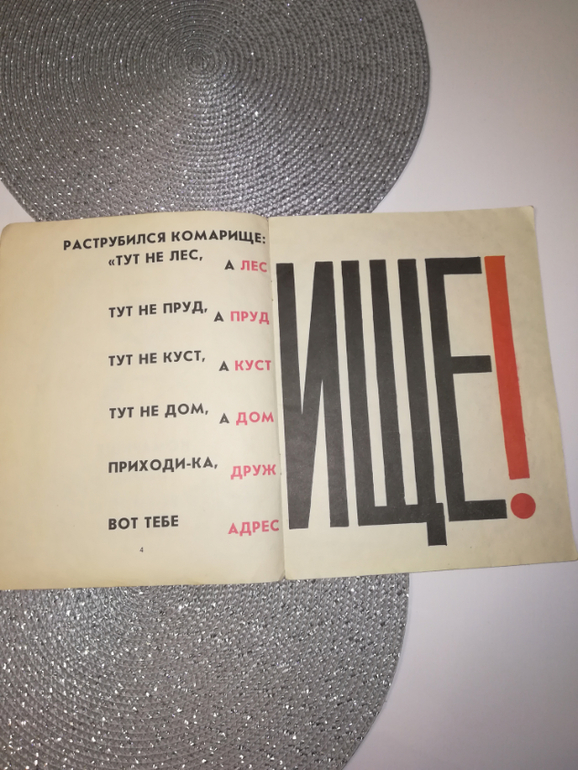 РАСТРУБИЛСЯ КОМАРИЩЕ:
«ТУТ НЕ ЛЕС,
А ЛЕС
ТУТ НЕ ПРУД,
А ПРУД
ТУТ НЕ КУСТ,
А КУСТ
ТУТ НЕ ДОМ,
А ДОМ
ПРИХОДИ-КА,
ДРУЖ
ВОТ ТЕБЕ
АДРЕС
4
ИЩЕ!